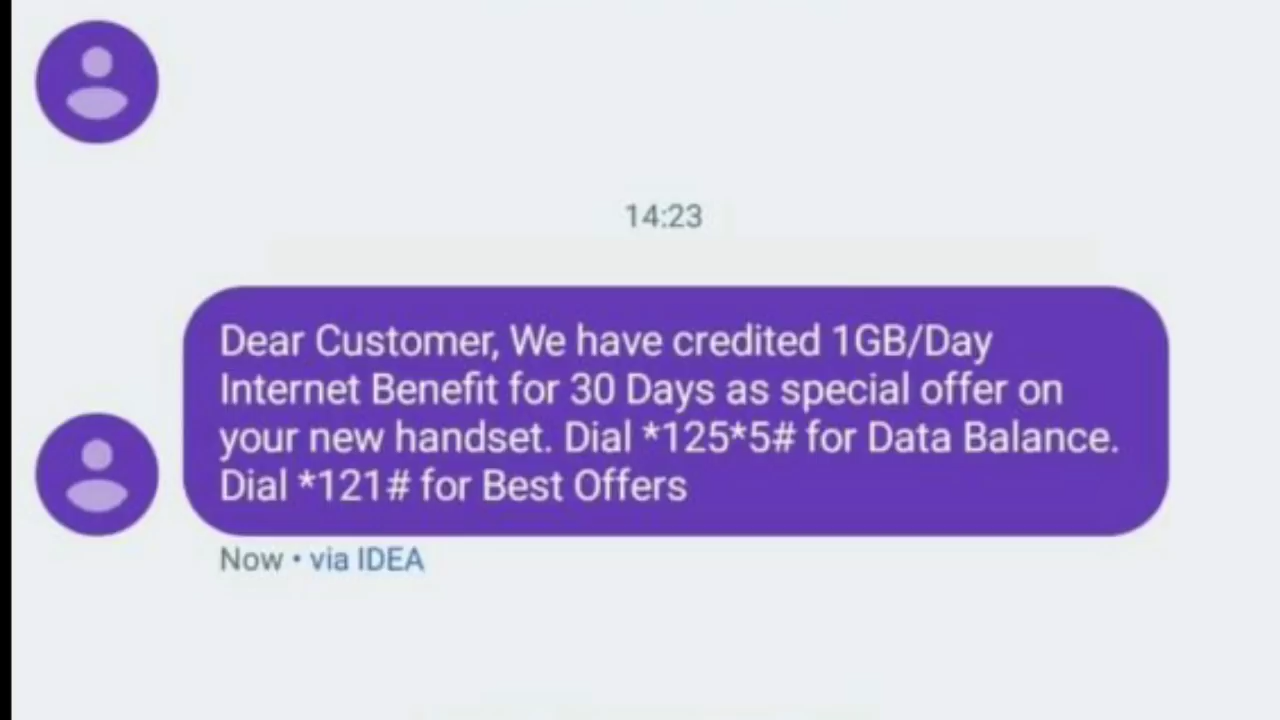 14:23
Dear Customer, We have credited 1GB/Day
Internet Benefit for 30 Days as special offer on
your new handset. Dial *125*5# for Data Balance.
Dial *121# for Best Offers
Now • via IDEA